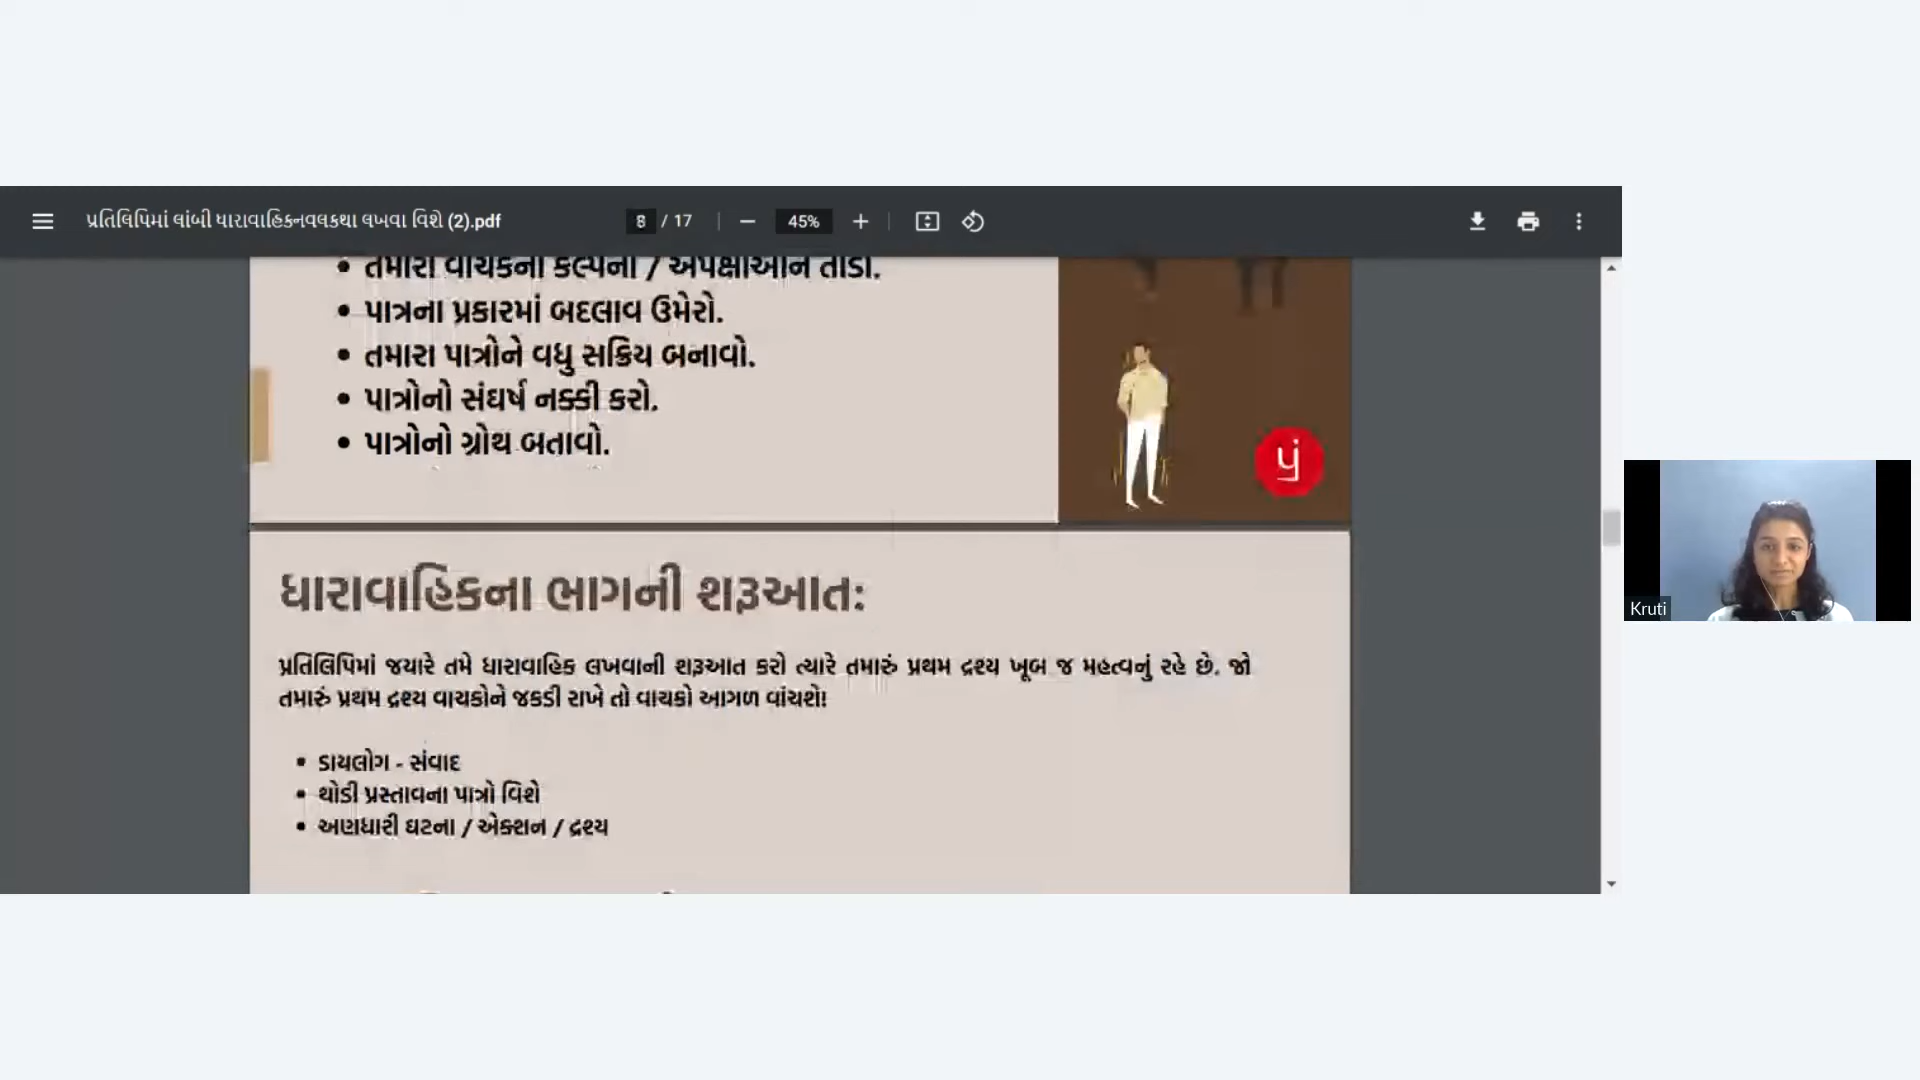 પ્રતિલિપિમાં લાંબી ધારાવાહિકનવલકથા લખવા વિશે (2).pdf
8 / 17
45%
તમારા વાચકની કલ્પના / અપેક્ષાઓને તોડો.
• પાત્રના પ્રકારમાં બદલાવ ઉમેરો.
• તમારા પાત્રોને વધુ સક્રિય બનાવો.
• પાત્રોનો સંઘર્ષ નક્કી કરો.
• પાત્રોનો ગ્રોથ બતાવો.
ધારાવાહિકના ભાગની શરૂઆત:
પ્રતિલિપિમાં જયારે તમે ધારાવાહિક લખવાની શરૂઆત કરો ત્યારે તમારું પ્રથમ દ્રશ્ય ખૂબ જ મહત્વનું રહે છે. જો
તમારું પ્રથમ દ્રશ્ય વાચકોને જકડી રાખે તો વાચકો આગળ વાંચશે!
• ડાયલોગ - સંવાદ
• થોડી પ્રસ્તાવના પાત્રો વિશે
• અણધારી ઘટના / એક્શન / દ્રશ્ય
Kruti